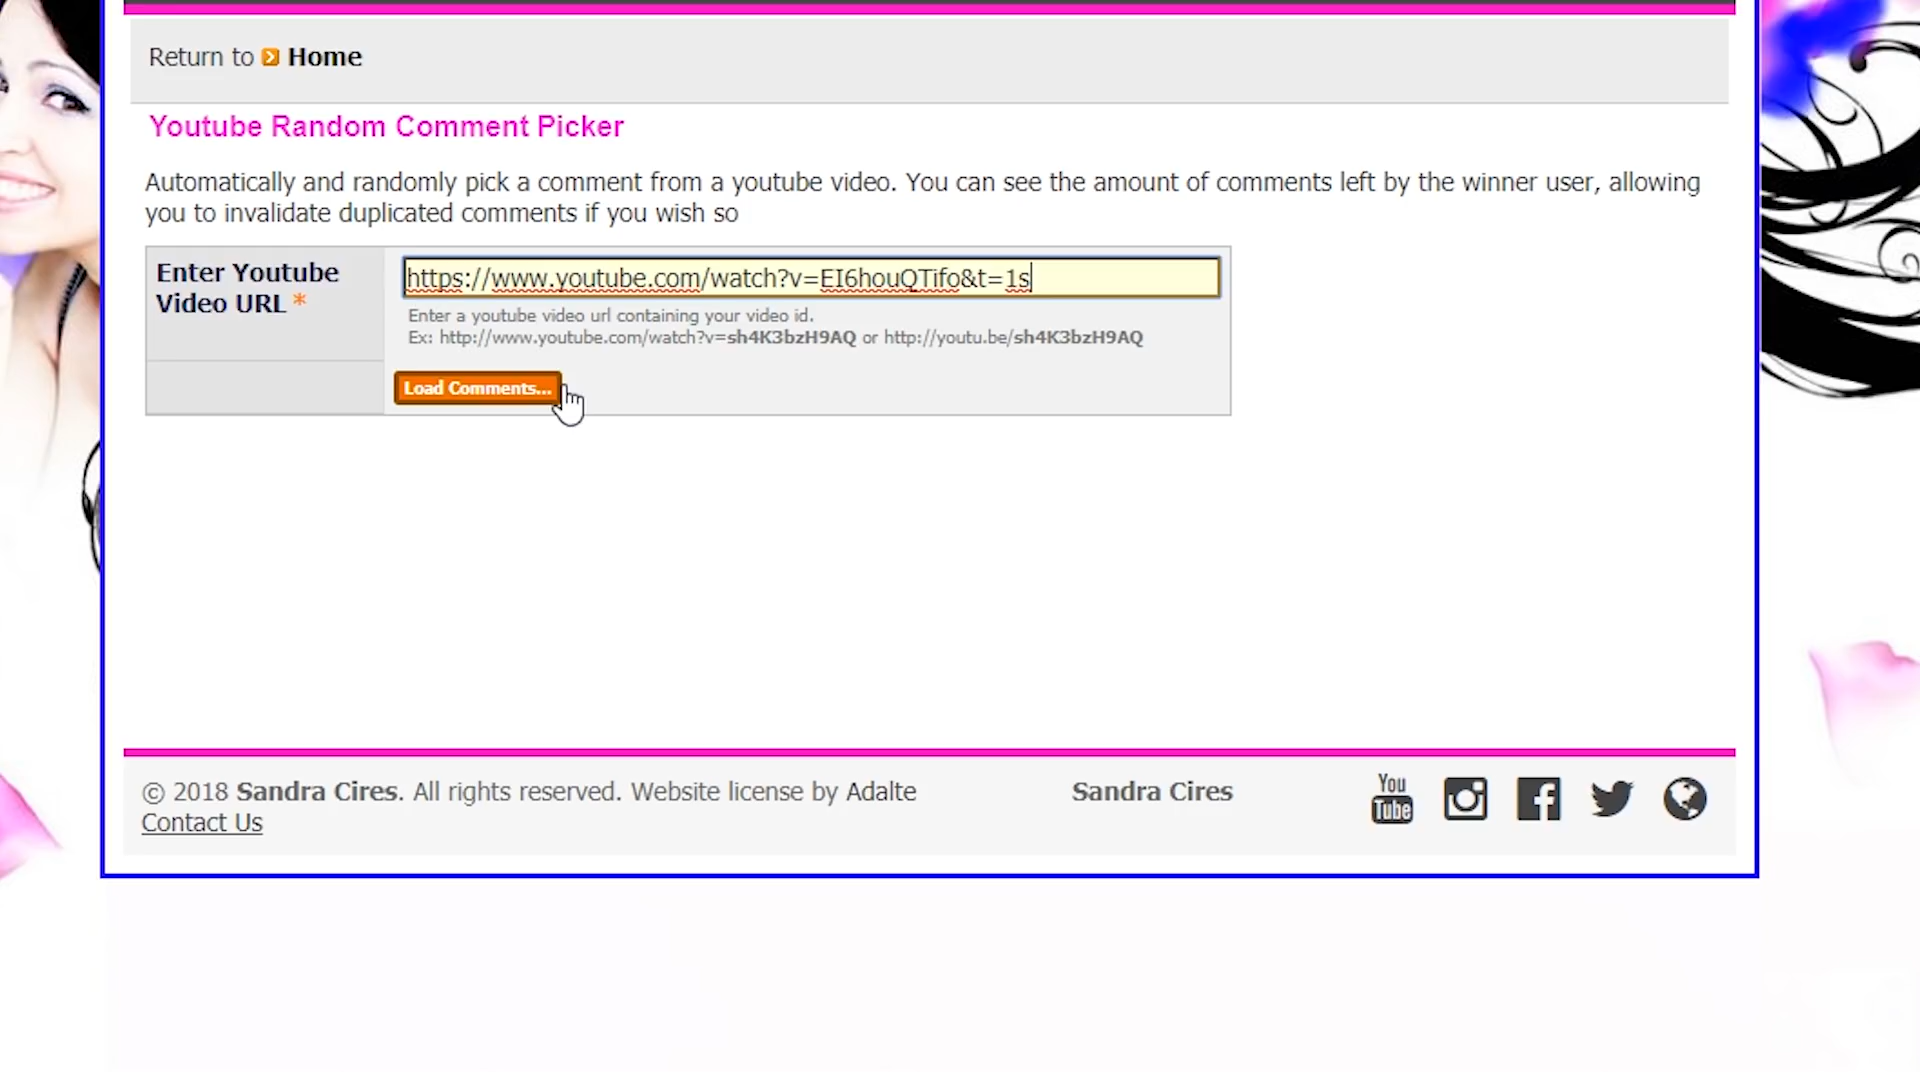 Return to Home
Youtube Random Comment Picker
Automatically and randomly pick a comment from a youtube video. You can see the amount of comments left by the winner user, allowing
you to invalidate duplicated comments if you wish so
Enter Youtube
Video URL *
https://www.youtube.com/watch?v=EI6houQTifo&t=1s
Enter a youtube video url containing your video id.
Ex: http://www.youtube.com/watch?v=sh4K3bzH9AQ or http://youtu.be/sh4K3bzH9AQ
Load Comments...
© 2018 Sandra Cires. All rights reserved. Website license by Adalte
Contact Us
Sandra Cires
You
Tube